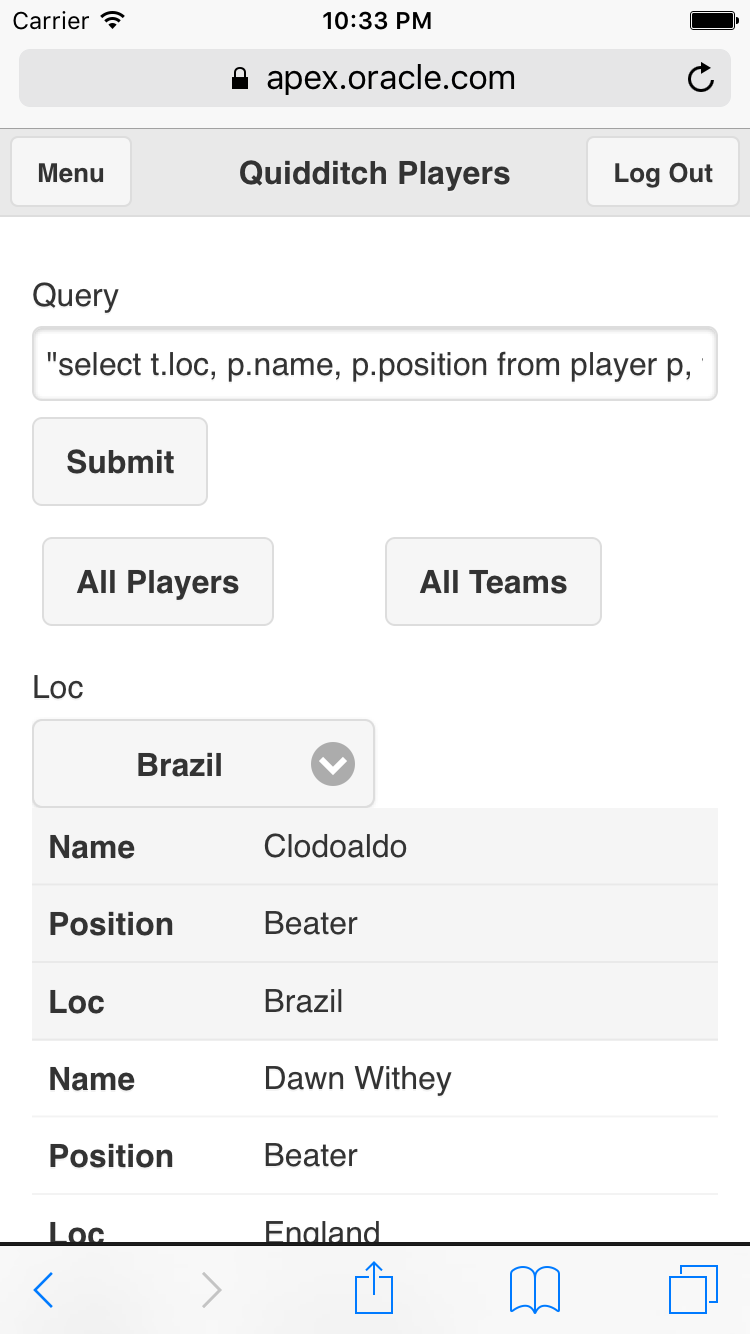 Carrier 10:33 PM
apex.oracle.com
Menu Quidditch Players Log Out
Query
"select t.loc, p.name, p.position from player p,
Submit
All Players All Teams
Loc
Brazil
Name Clodoaldo
Position Beater
Loc Brazil
Name Dawn Withey
Position Beater
Loc England